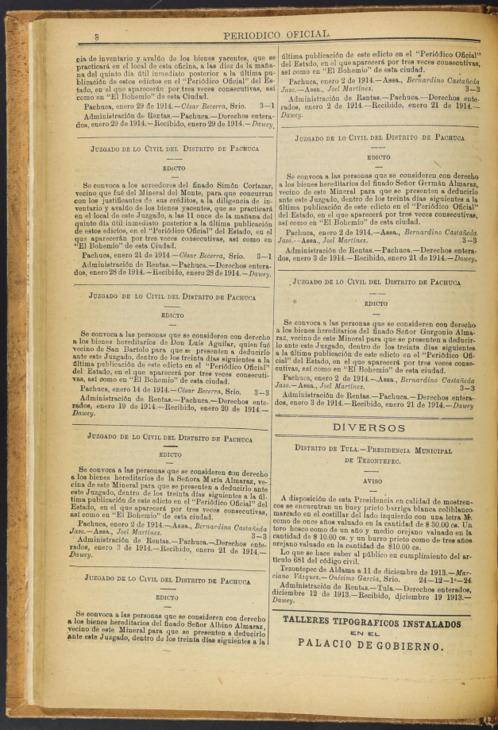 8
PERIODICO OFICIAL.
cia de inventario y avalúo de los bienes yacentes, que se
practicará en el local de esta oficina, a las diez de la maña-
na del quinto día útil inmediato posterior a la última pu-
blicación de estos edictos en el "Periódico Oficial" del Es-
tado, en el que aparecerán por tres veces consecutivas, así
como en "El Bohemio" de esta Ciudad.
Pachuca, enero 29 de 1914.—César Becerra, Srio. 3—1
Administración de Rentas.—Pachuca.—Derechos entera-
dos, enero 29 de 1914.—Recibido, enero 29 de 1914.—Dawey.
JUZGADO DE LO CIVIL DEL DISTRITO DE PACHUCA
EDICTO
Se convoca a los acreedores del finado Simón Cortazar,
vecino que fué del Mineral del Monte, para que concurran
con los justificantes de sus créditos, a la diligencia de in-
ventario y avalúo de los bienes yacentes, que se practicará
en el local de este Juzgado, a las 11 once de la mañana del
quinto día útil inmediato posterior a la última publicación
de estos edictos, en el "Periódico Oficial" del Estado, en el
que aparecerán por tres veces consecutivas, así como en
"El Bohemio" de esta Ciudad.
Pachuca, enero 21 de 1914—César Becerra, Srio. 3—1
Administración de Rentas.—Pachuca.—Derechos entera-
dos, enero 28 de 1914.—Recibido, enero 28 de 1914.—Dawey.
JUZGADO DE LO CIVIL DEL DISTRITO DE PACHUCA
EDICTO
Se convoca a las personas que se consideren con derecho
a los bienes hereditarios de Don Luis Aguilar, quien fué
vecino de San Bartolo para que se presenten a deducirlo
ante este Juzgado, dentro de los treinta días siguientes a la
última publicación de este edicto en el "Periódico Oficial"
del Estado, en el que aparecerá por tres veces consecuti-
vas, así como en "El Bohemio" de esta ciudad.
Pachuca, enero 14 de 1914—César Becerra, Srio. 3—3
Administración de Rentas.—Pachuca.—Derechos ente-
rados, enero 19 de 1914.—Recibido, enero 20 de 1914.—
Dawey.
JUZGADO DE LO CIVIL DEL DISTRITO DE PACHUCA
EDICTO
Se convoca a las personas que se consideren con derecho
a los bienes hereditarios de la Señora María Almaraz, ve-
cina de este Mineral para que se presenten a deducirlo ante
este Juzgado, dentro de los treinta días siguientes a la úl-
tima publicación de este edicto en el "Periódico Oficial" del
Estado, en el que aparecerá por tres veces consecutivas,
así como en "El Bohemio" de esta ciudad.
Pachuca, enero 2 de 1914.—Assa., Bernardino Castañeda
Jaso.—Assa., Joel Martínez. 3—3
Administración de Rentas.—Pachuca.—Derechos ente-
rados, enero 3 de 1914.—Recibido, enero 21 de 1914.—
Dawey.
JUZGADO DE LO CIVIL DEL DISTRITO DE PACHUCA
EDICTO
Se convoca a las personas que se consideren con derecho
a los bienes hereditarios del finado Señor Albino Almaraz,
vecino de este Mineral para que se presenten a deducirlo
ante este Juzgado, dentro de los treinta días siguientes a la
última publicación de este edicto en el "Periódico Oficial"
del Estado, en el que aparecerá por tres veces consecutivas,
así como en "El Bohemio" de esta ciudad.
Pachuca, enero 2 de 1914.—Assa., Bernardino Castañeda
Jaso.—Assa., Joel Martínez. 3—3
Administración de Rentas.—Pachuca.—Derechos ente-
rados, enero 2 de 1914.—Recibido, enero 21 de 1914.—
Dawey.
JUZGADO DE LO CIVIL DEL DISTRITO DE PACHUCA
EDICTO
Se convoca a las personas que se consideren con derecho
a los bienes hereditarios del finado Señor Germán Almaraz,
vecino de este Mineral para que se presenten a deducirlo
ante este Juzgado, dentro de los treinta días siguientes a la
última publicación de este edicto en el "Periódico Oficial"
del Estado, en el que aparecerá por tres veces consecutivas,
así como en "El Bohemio" de esta ciudad.
Pachuca, enero 2 de 1914.—Assa., Bernardino Castañeda
Jaso.—Assa., Joel Martínez. 3—3
Administración de Rentas.—Pachuca.—Derechos entera-
dos, enero 3 de 1914.—Recibido, enero 21 de 1914.—Dawey.
JUZGADO DE LO CIVIL DEL DISTRITO DE PACHUCA
EDICTO
Se convoca a las personas que se consideren con derecho
a los bienes hereditarios del finado Señor Gorgonio Alma-
raz, vecino de este Mineral para que se presenten a deducir-
lo ante este Juzgado, dentro de los treinta días siguientes
a la última publicación de este edicto en el "Periódico Ofi-
cial" del Estado, en el que aparecerá por tres veces conse-
cutivas, así como en "El Bohemio" de esta ciudad.
Pachuca, enero 2 de 1914—Assa., Bernardino Castañeda
Jaso.—Assa., Joel Martínez. 3—3
Administración de Rentas.—Pachuca.—Derechos entera-
dos, enero 3 de 1914.—Recibido, enero 21 de 1914.—Dawey
DIVERSOS
DISTRITO DE TULA.—PRESIDENCIA MUNICIPAL
DE TEZONTEPEC.
AVISO
A disposición de esta Presidencia en calidad de mostren-
cos se encuentran un buey prieto barriga blanca coliblanco
marcado en el costillar del lado izquierdo con una letra M.
como de once años valuado en la cantidad de $ 30.00 cs. Un
toro hosco como de un año y medio orejano valuado en la
cantidad de $ 10.00 cs. y un burro prieto como de tres años
orejano valuado en la cantidad de $10.00 cs.
Lo que se hace saber al público en cumplimiento del ar-
tículo 681 del código civil.
Tezontepec de Aldama a 11 de diciembre de 1913.—Mar-
ciano Vásquez.—Onésimo García, Srio. 24—12—1ª—24
Administración de Rentas.—Tula.—Derechos enterados,
diciembre 12 de 1913.—Recibido, diciembre 19 1913.—
Dawey.
TALLERES TIPOGRAFICOS INSTALADOS
EN EL
PALACIO DE GOBIERNO.